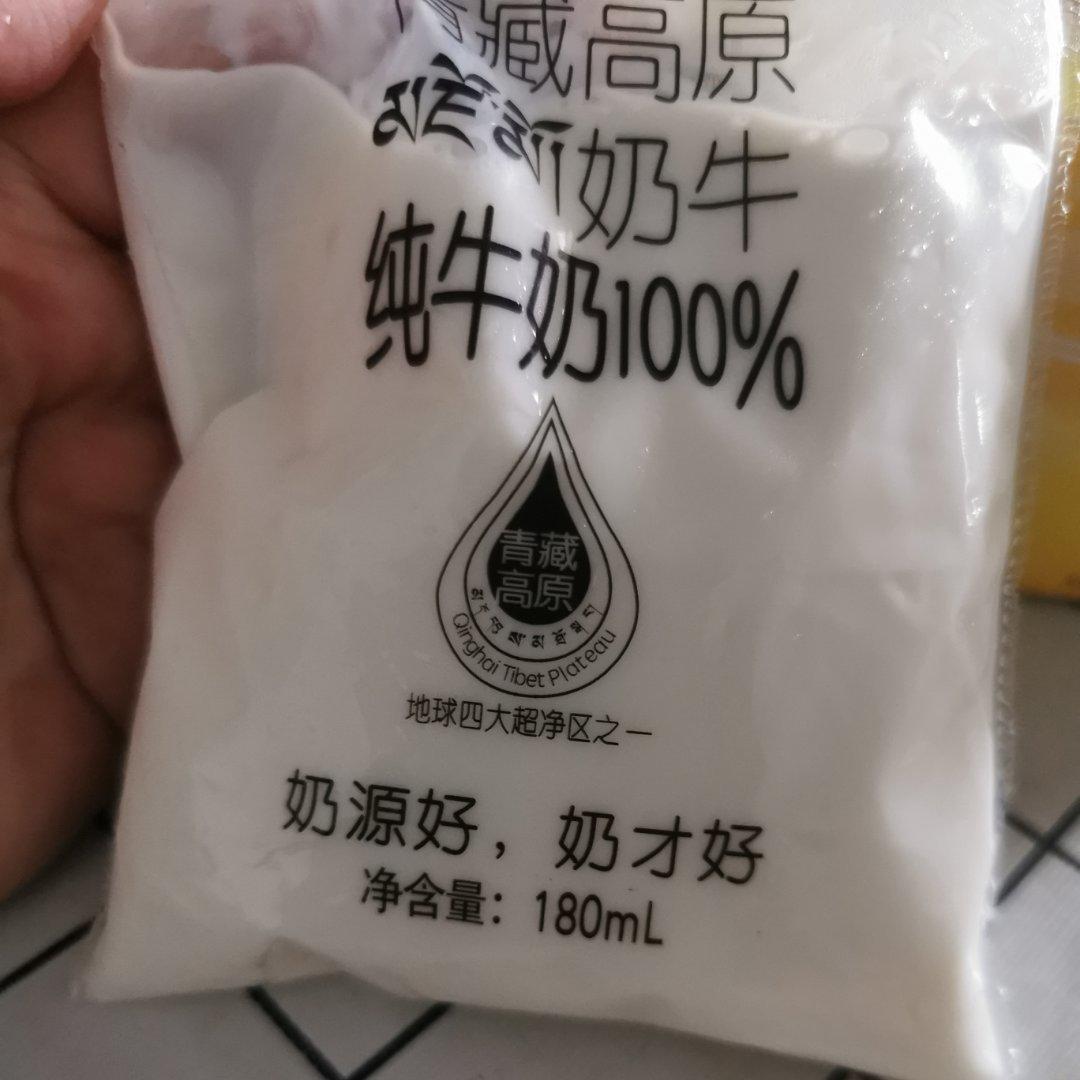 青藏高原
奶牛
纯牛奶100%
青藏
高原
Qinghai Tibet Plateau
地球四大超净区之一
奶源好，奶才好
净含量：180mL